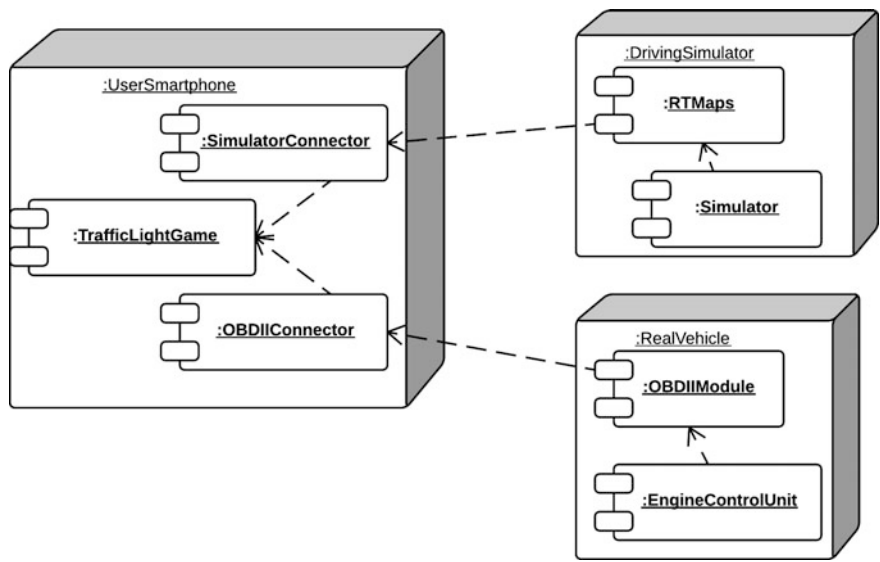 :UserSmartphone
:SimulatorConnector
:TrafficLightGame
:OBDIIConnector
:DrivingSimulator
:RTMaps
:Simulator
:RealVehicle
:OBDIIModule
:EngineControlUnit